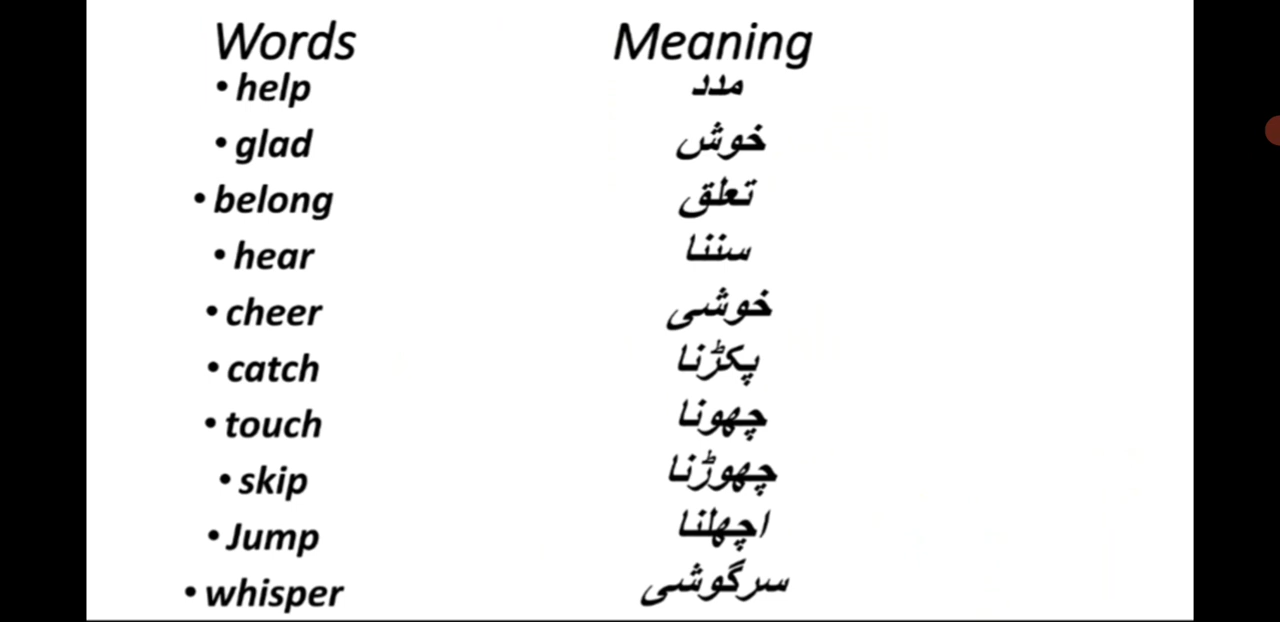 Words Meaning
• help مدد
• glad خوش
• belong تعلق
• hear سننا
• cheer خوشی
• catch پکڑنا
• touch چھونا
• skip چھوڑنا
• Jump اچھلنا
• whisper سرگوشی